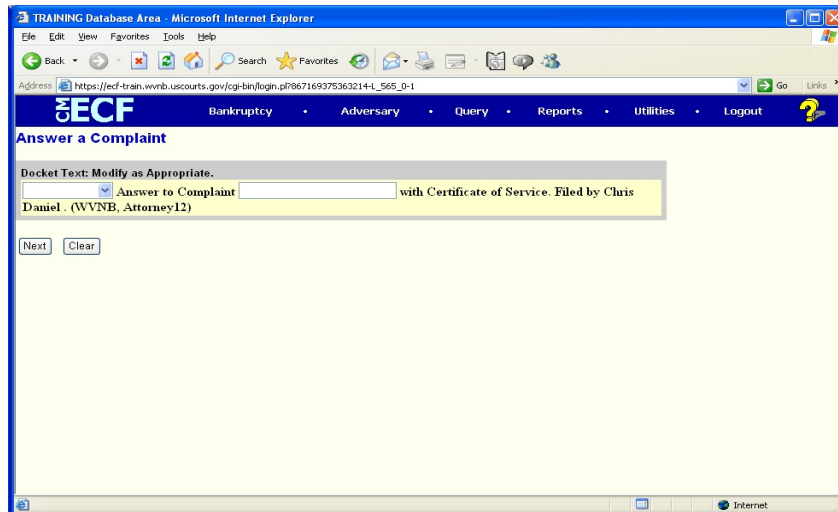 TRAINING Database Area - Microsoft Internet Explorer
File Edit View Favorites Tools Help
Back Search Favorites
Address https://ecf-train.wvnb.uscourts.gov/cgi-bin/login.pl?867169375363214-L_565_0-1 Go Links
CM ECF Bankruptcy • Adversary • Query • Reports • Utilities • Logout ?
Answer a Complaint
Docket Text: Modify as Appropriate.
Answer to Complaint with Certificate of Service. Filed by Chris
Daniel . (WVNB, Attorney12)
Next Clear
Internet